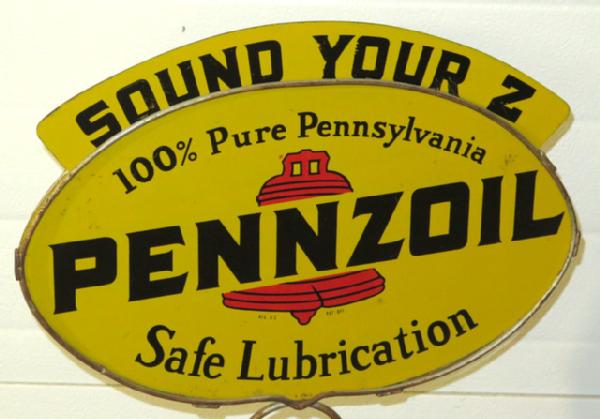 SOUND YOUR Z
100% Pure Pennsylvania
PENNZOIL
Safe Lubrication